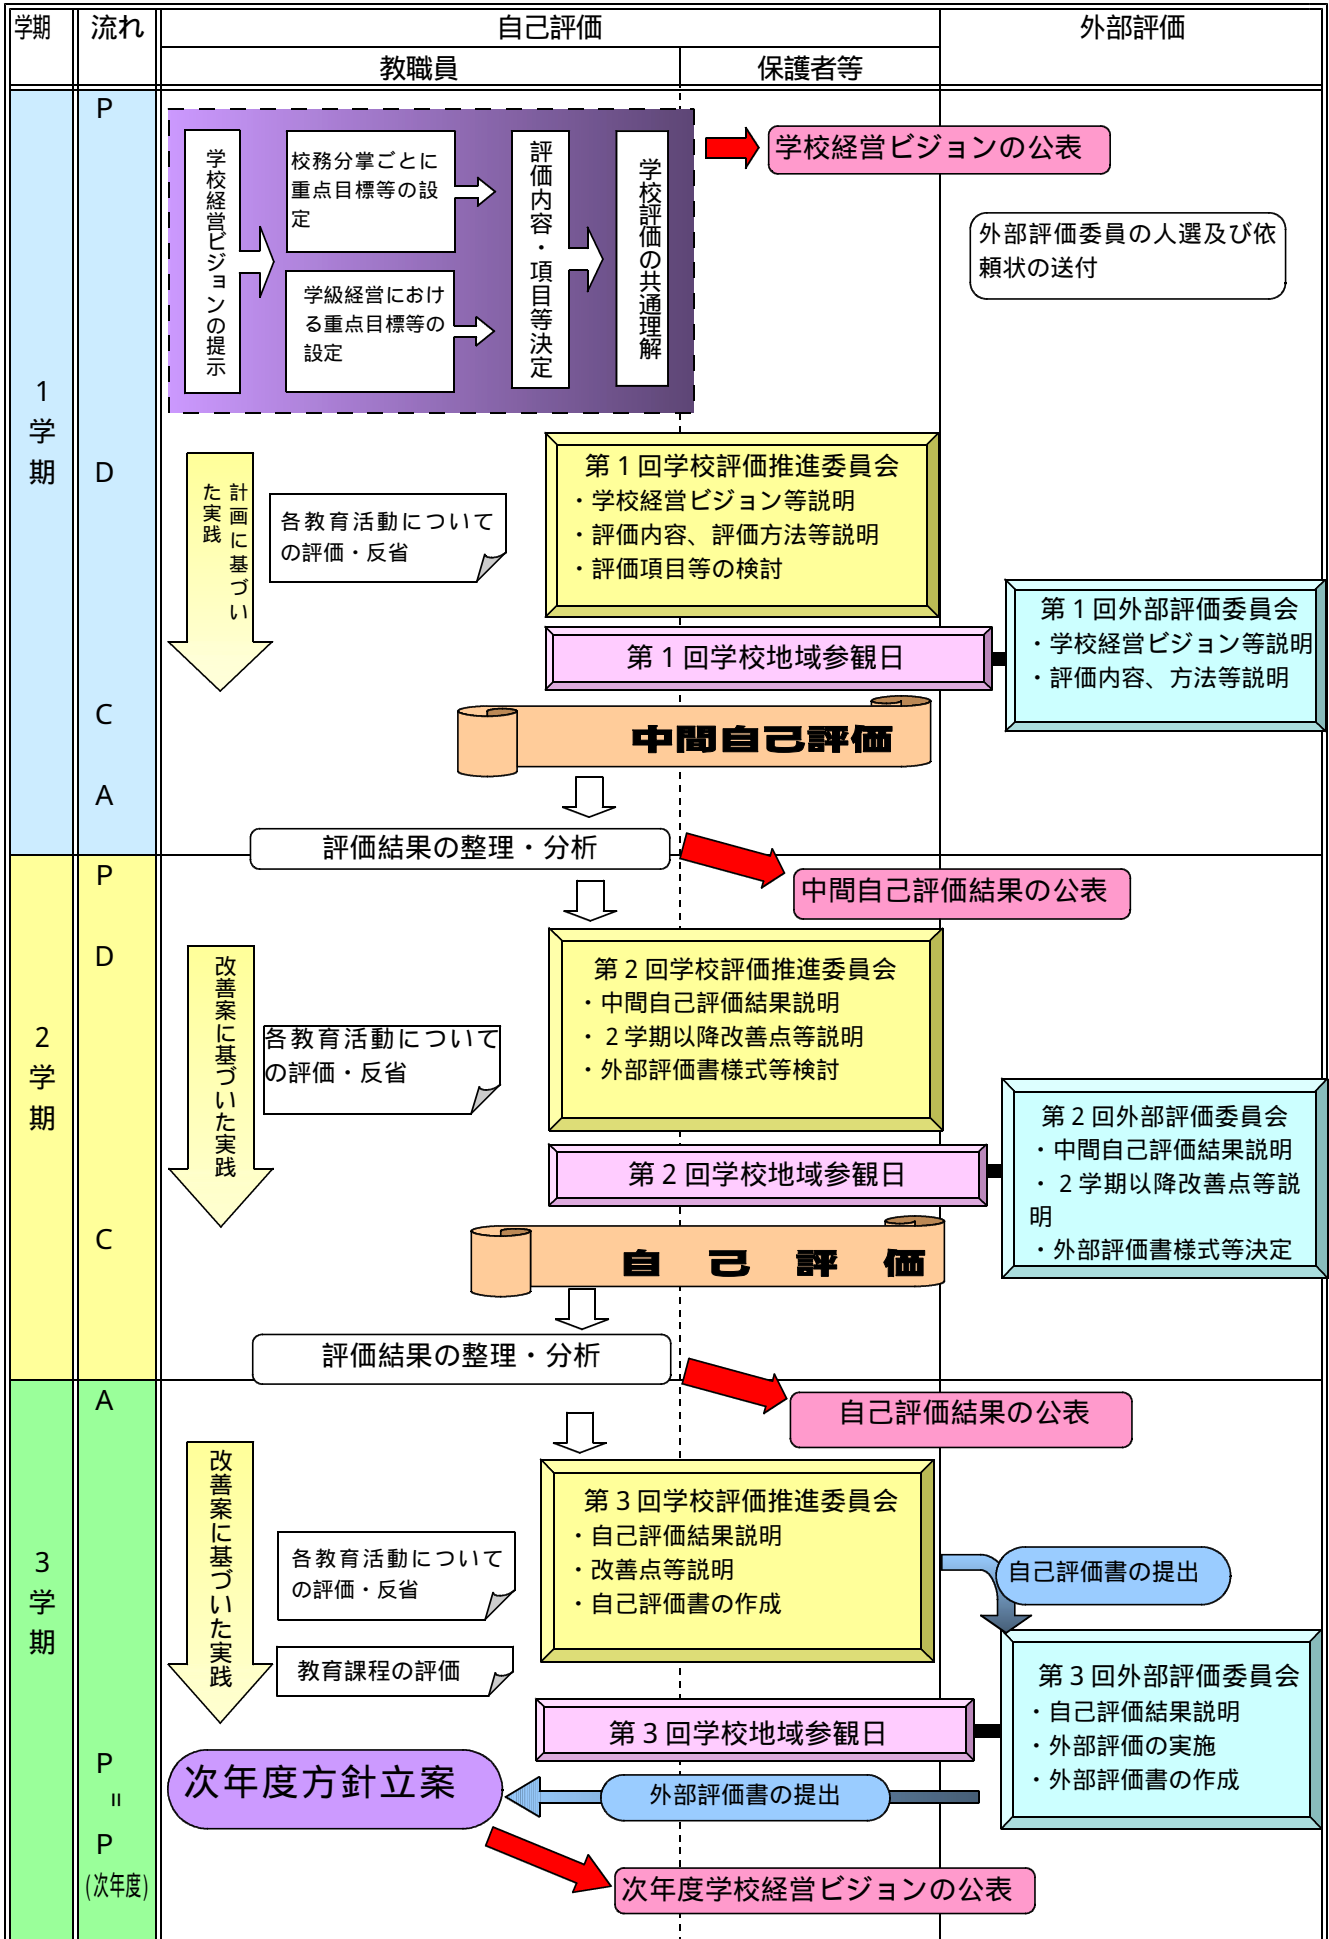 学期
流れ
自己評価
外部評価
教職員
保護者等
1
学
期
P
D
C
A
学校経営ビジョンの提示
校務分掌ごとに
重点目標等の設
定
学級経営におけ
る重点目標等の
設定
評価内容・項目等決定
学校評価の共通理解
学校経営ビジョンの公表
外部評価委員の人選及び依
頼状の送付
計画に基づい
た実践
各教育活動について
の評価・反省
第1回学校評価推進委員会
・学校経営ビジョン等説明
・評価内容、評価方法等説明
・評価項目等の検討
第1回外部評価委員会
・学校経営ビジョン等説明
・評価内容、方法等説明
第1回学校地域参観日
中間自己評価
評価結果の整理・分析
中間自己評価結果の公表
2
学
期
P
D
C
改善案に基づいた実践
各教育活動について
の評価・反省
第2回学校評価推進委員会
・中間自己評価結果説明
・2学期以降改善点等説明
・外部評価書様式等検討
第2回外部評価委員会
・中間自己評価結果説明
・2学期以降改善点等説
明
・外部評価書様式等決定
第2回学校地域参観日
自己評価
評価結果の整理・分析
自己評価結果の公表
3
学
期
A
P
=
P
(次年度)
改善案に基づいた実践
各教育活動について
の評価・反省
教育課程の評価
第3回学校評価推進委員会
・自己評価結果説明
・改善点等説明
・自己評価書の作成
自己評価書の提出
第3回外部評価委員会
・自己評価結果説明
・外部評価の実施
・外部評価書の作成
第3回学校地域参観日
次年度方針立案
外部評価書の提出
次年度学校経営ビジョンの公表